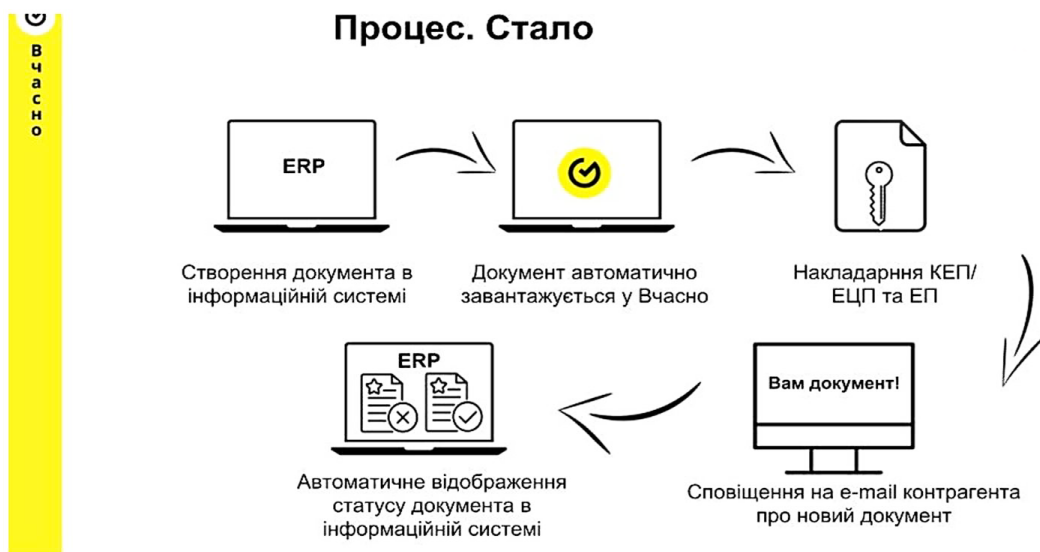 Вчасно
Процес. Стало
ERP
Створення документа в
інформаційній системі
Документ автоматично
завантажується у Вчасно
Накладарння КЕП/
ЕЦП та ЕП
Вам документ!
Сповіщення на e-mail контрагента
про новий документ
ERP
Автоматичне відображення
статусу документа в
інформаційній системі